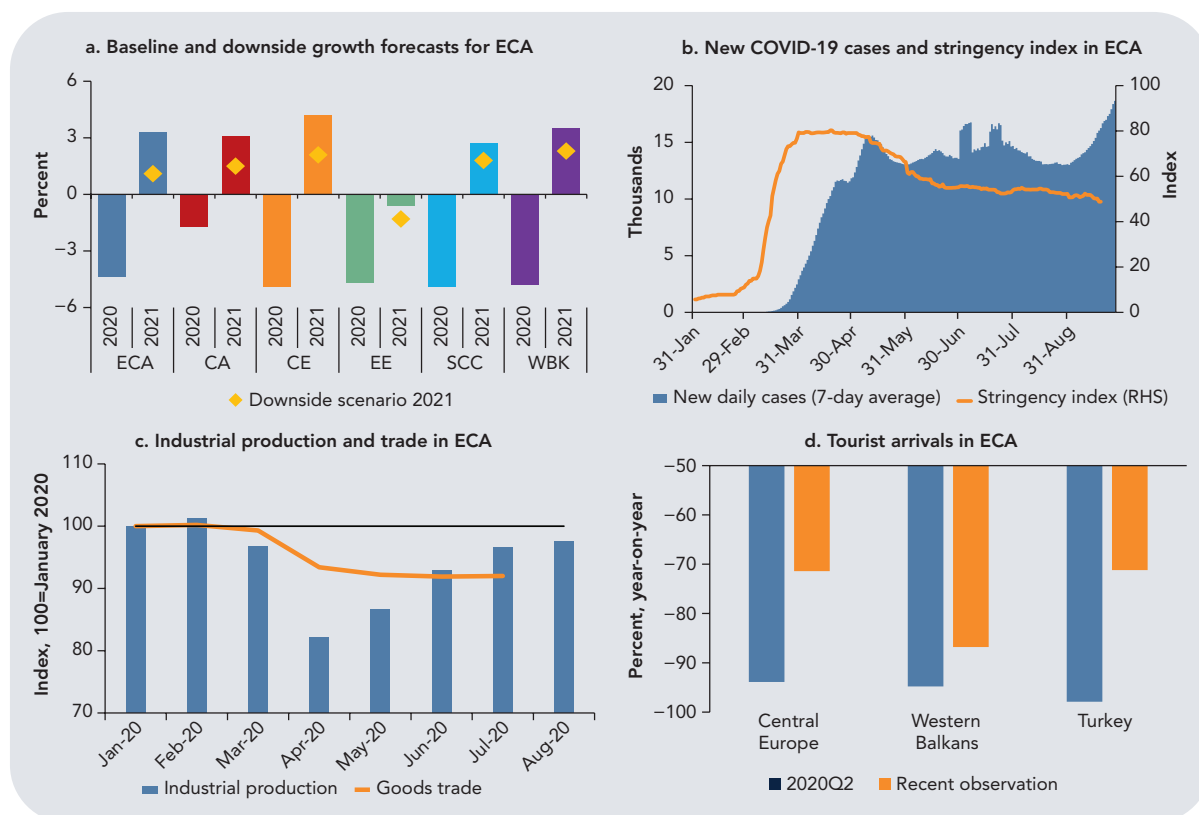 a. Baseline and downside growth forecasts for ECA
Percent
6
3
0
−3
−6
2020 2021 2020 2021 2020 2021 2020 2021 2020 2021 2020 2021
ECA CA CE EE SCC WBK
Downside scenario 2021
b. New COVID-19 cases and stringency index in ECA
Thousands
20
15
10
5
0
Index
100
80
60
40
20
0
31-Jan 29-Feb 31-Mar 30-Apr 31-May 30-Jun 31-Jul 31-Aug
New daily cases (7-day average) Stringency index (RHS)
c. Industrial production and trade in ECA
Index, 100=January 2020
110
100
90
80
70
Jan-20 Feb-20 Mar-20 Apr-20 May-20 Jun-20 Jul-20 Aug-20
Industrial production Goods trade
d. Tourist arrivals in ECA
Percent, year-on-year
−50
−60
−70
−80
−90
−100
Central
Europe
Western
Balkans
Turkey
2020Q2 Recent observation